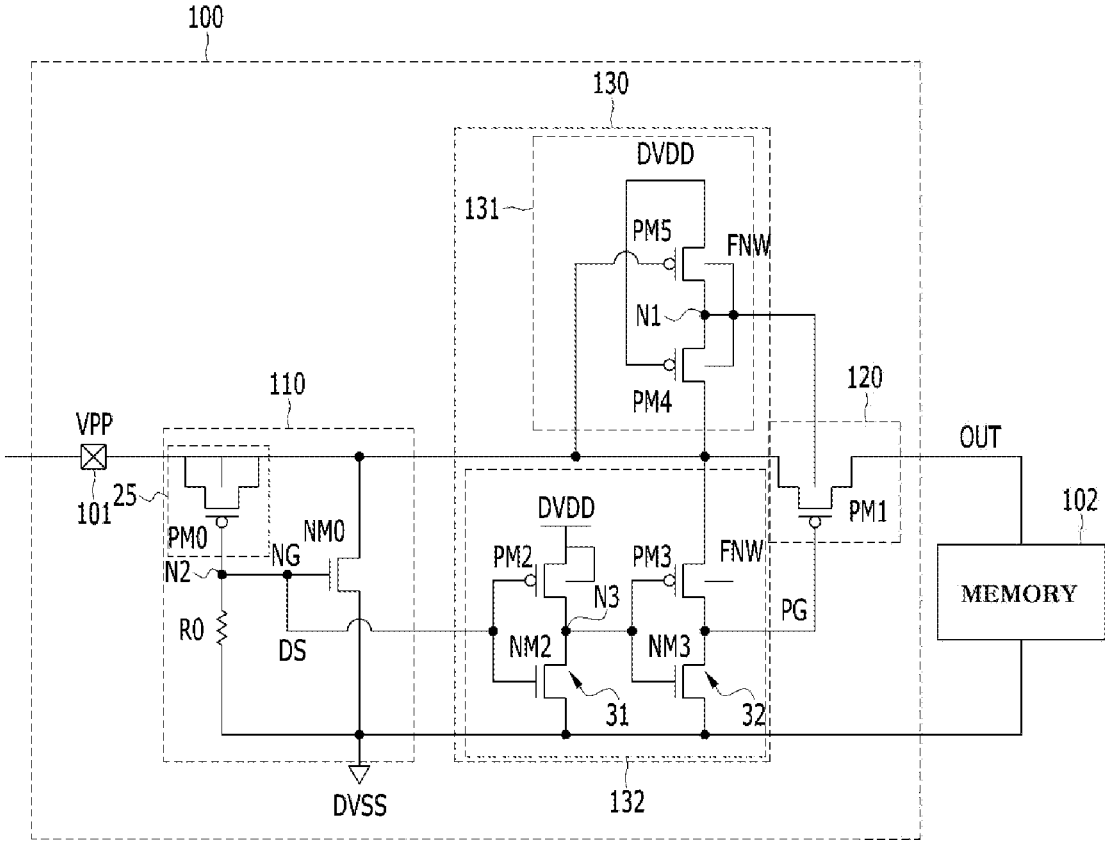 100
130
DVDD
131
PM5
FNW
N1
PM4
120
110
VPP
OUT
25
101
PM0
NM0
DVDD
PM2
PM3
FNW
PM1
102
N2
NG
N3
MEMORY
R0
DS
NM2
NM3
PG
31
32
DVSS
132